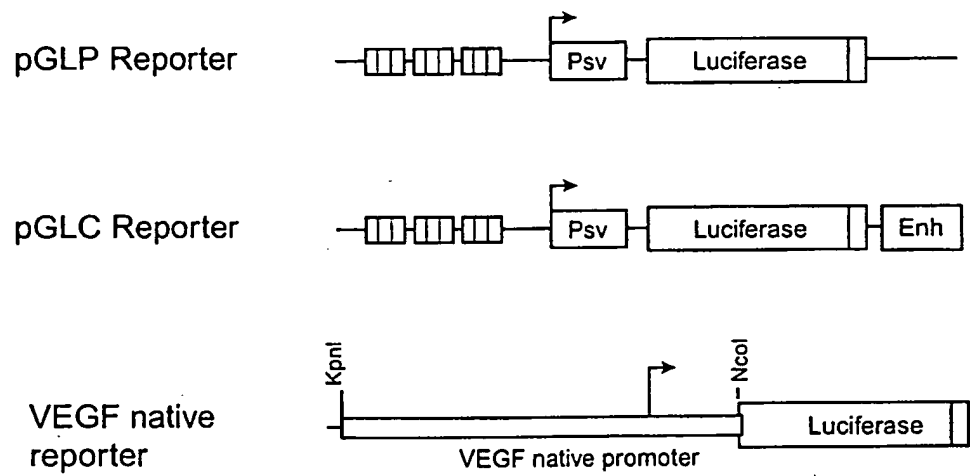 pGLP Reporter
Psv
Luciferase
pGLC Reporter
Psv
Luciferase
Enh
KpnI
NcoI
VEGF native
reporter
Luciferase
VEGF native promoter